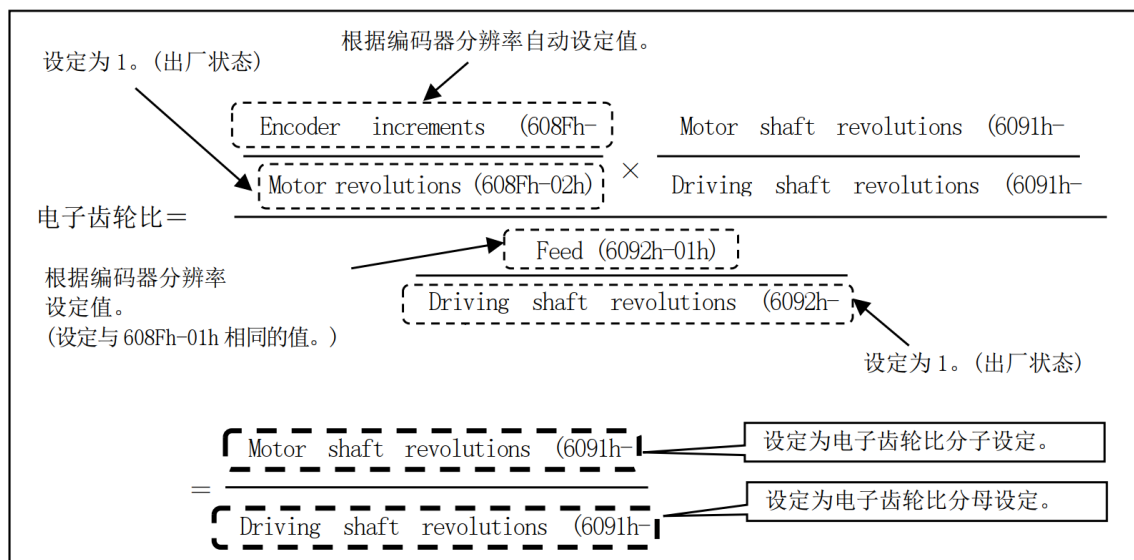 根据编码器分辨率自动设定值。
设定为 1。(出厂状态)
Encoder increments (608Fh-
Motor shaft revolutions (6091h-
×
Motor revolutions (608Fh-02h)
Driving shaft revolutions (6091h-
电子齿轮比＝
Feed (6092h-01h)
根据编码器分辨率
设定值。
(设定与 608Fh-01h 相同的值。)
Driving shaft revolutions (6092h-
设定为 1。(出厂状态)
Motor shaft revolutions (6091h-
设定为电子齿轮比分子设定。
＝
Driving shaft revolutions (6091h-
设定为电子齿轮比分母设定。